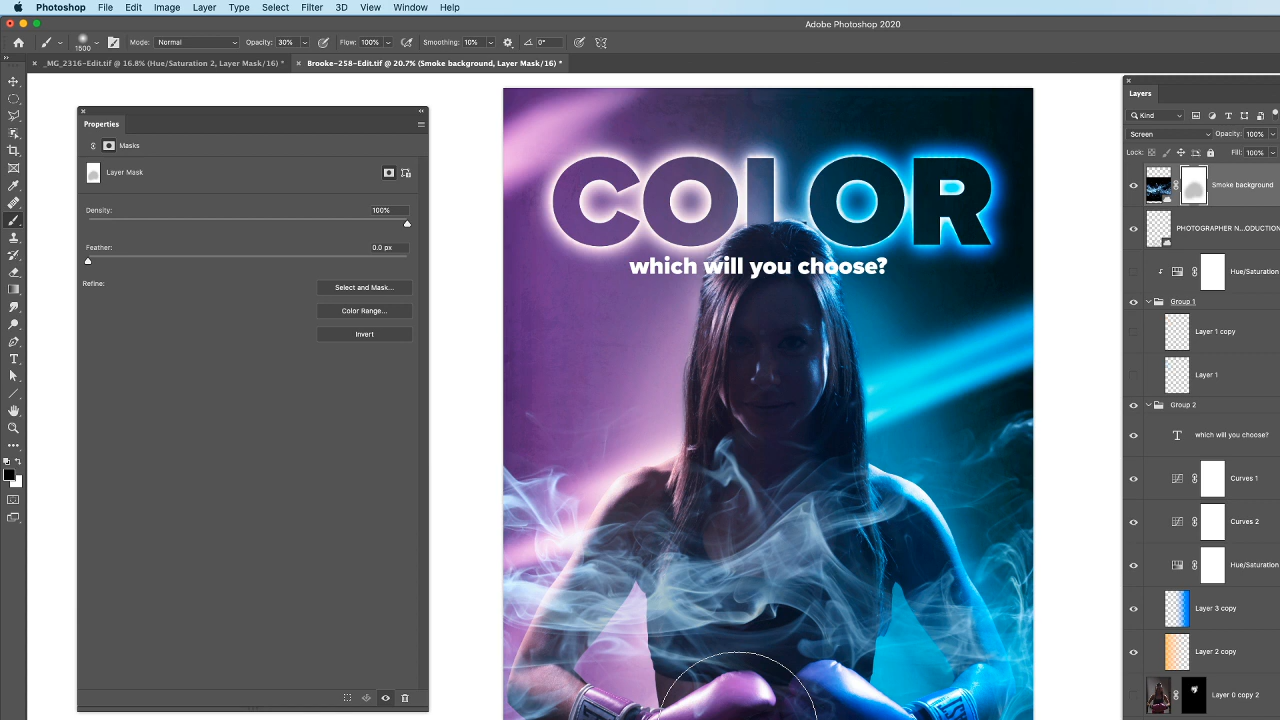 Photoshop File Edit Image Layer Type Select Filter 3D View Window Help
Adobe Photoshop 2020
1500 Mode: Normal Opacity: 30% Flow: 100% Smoothing: 10% 0°
_MG_2316-Edit.tif @ 16.8% (Hue/Saturation 2, Layer Mask/16) * Brooke-258-Edit.tif @ 20.7% (Smoke background, Layer Mask/16) *
Properties
Masks
Layer Mask
Density: 100%
Feather: 0.0 px
Refine: Select and Mask...
Color Range...
Invert
COLOR
which will you choose?
Layers
Kind
Screen Opacity: 100%
Lock: Fill: 100%
Smoke background
PHOTOGRAPHER N...ODUCTION
Hue/Saturation
Group 1
Layer 1 copy
Layer 1
Group 2
which will you choose?
Curves 1
Curves 2
Hue/Saturation
Layer 3 copy
Layer 2 copy
Layer 0 copy 2